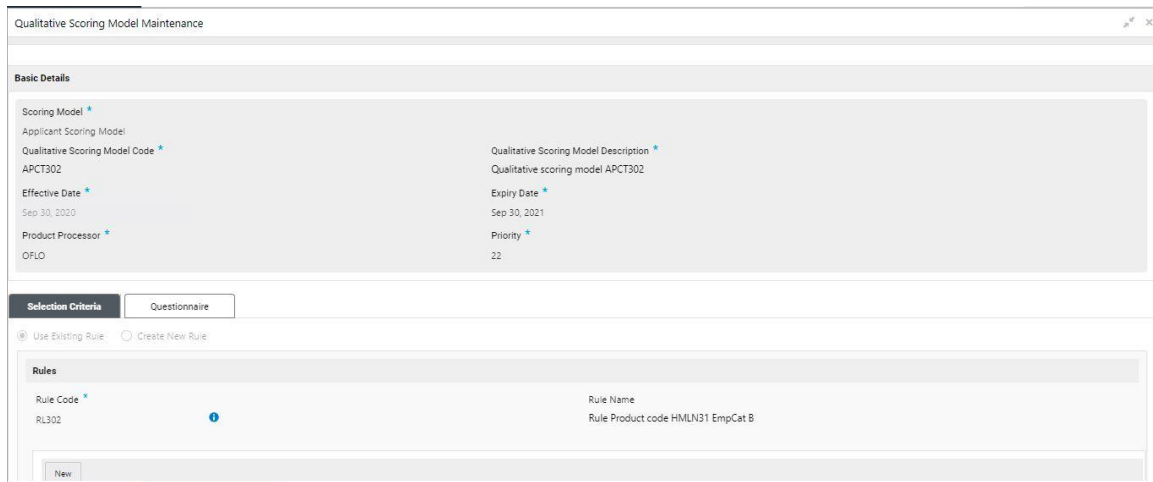 Qualitative Scoring Model Maintenance
Basic Details
Scoring Model *
Applicant Scoring Model
Qualitative Scoring Model Code * Qualitative Scoring Model Description *
APCT302 Qualitative scoring model APCT302
Effective Date * Expiry Date *
Sep 30, 2020 Sep 30, 2021
Product Processor * Priority *
OFLO 22
Selection Criteria Questionnaire
Use Existing Rule Create New Rule
Rules
Rule Code * Rule Name
RL302 Rule Product code HMLN31 EmpCat B
New